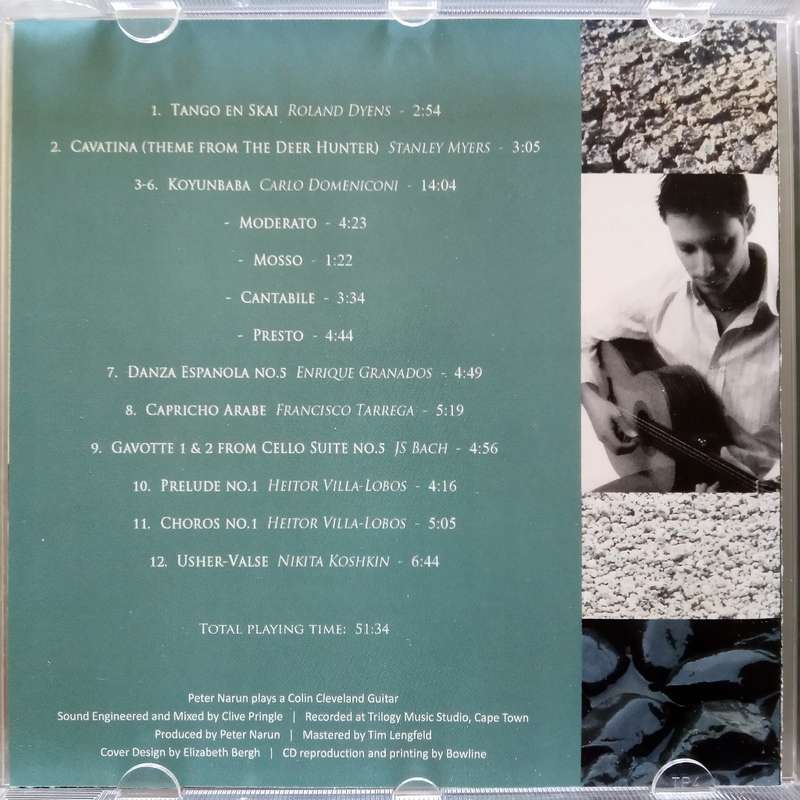 1. Tango en Skai Roland Dyens - 2:54
2. Cavatina (Theme from The Deer Hunter) Stanley Myers - 3:05
3-6. Koyunbaba Carlo Domeniconi - 14:04
- Moderato - 4:23
- Mosso - 1:22
- Cantabile - 3:34
- Presto - 4:44
7. Danza Espanola no.5 Enrique Granados - 4:49
8. Capricho Arabe Francisco Tarrega - 5:19
9. Gavotte 1 & 2 from Cello Suite no.5 JS Bach - 4:56
10. Prelude no.1 Heitor Villa-Lobos - 4:16
11. Choros no.1 Heitor Villa-Lobos - 5:05
12. Usher-Valse Nikita Koshkin - 6:44
Total playing time: 51:34
Peter Narun plays a Colin Cleveland Guitar
Sound Engineered and Mixed by Clive Pringle | Recorded at Trilogy Music Studio, Cape Town
Produced by Peter Narun | Mastered by Tim Lengfeld
Cover Design by Elizabeth Bergh | CD reproduction and printing by Bowline